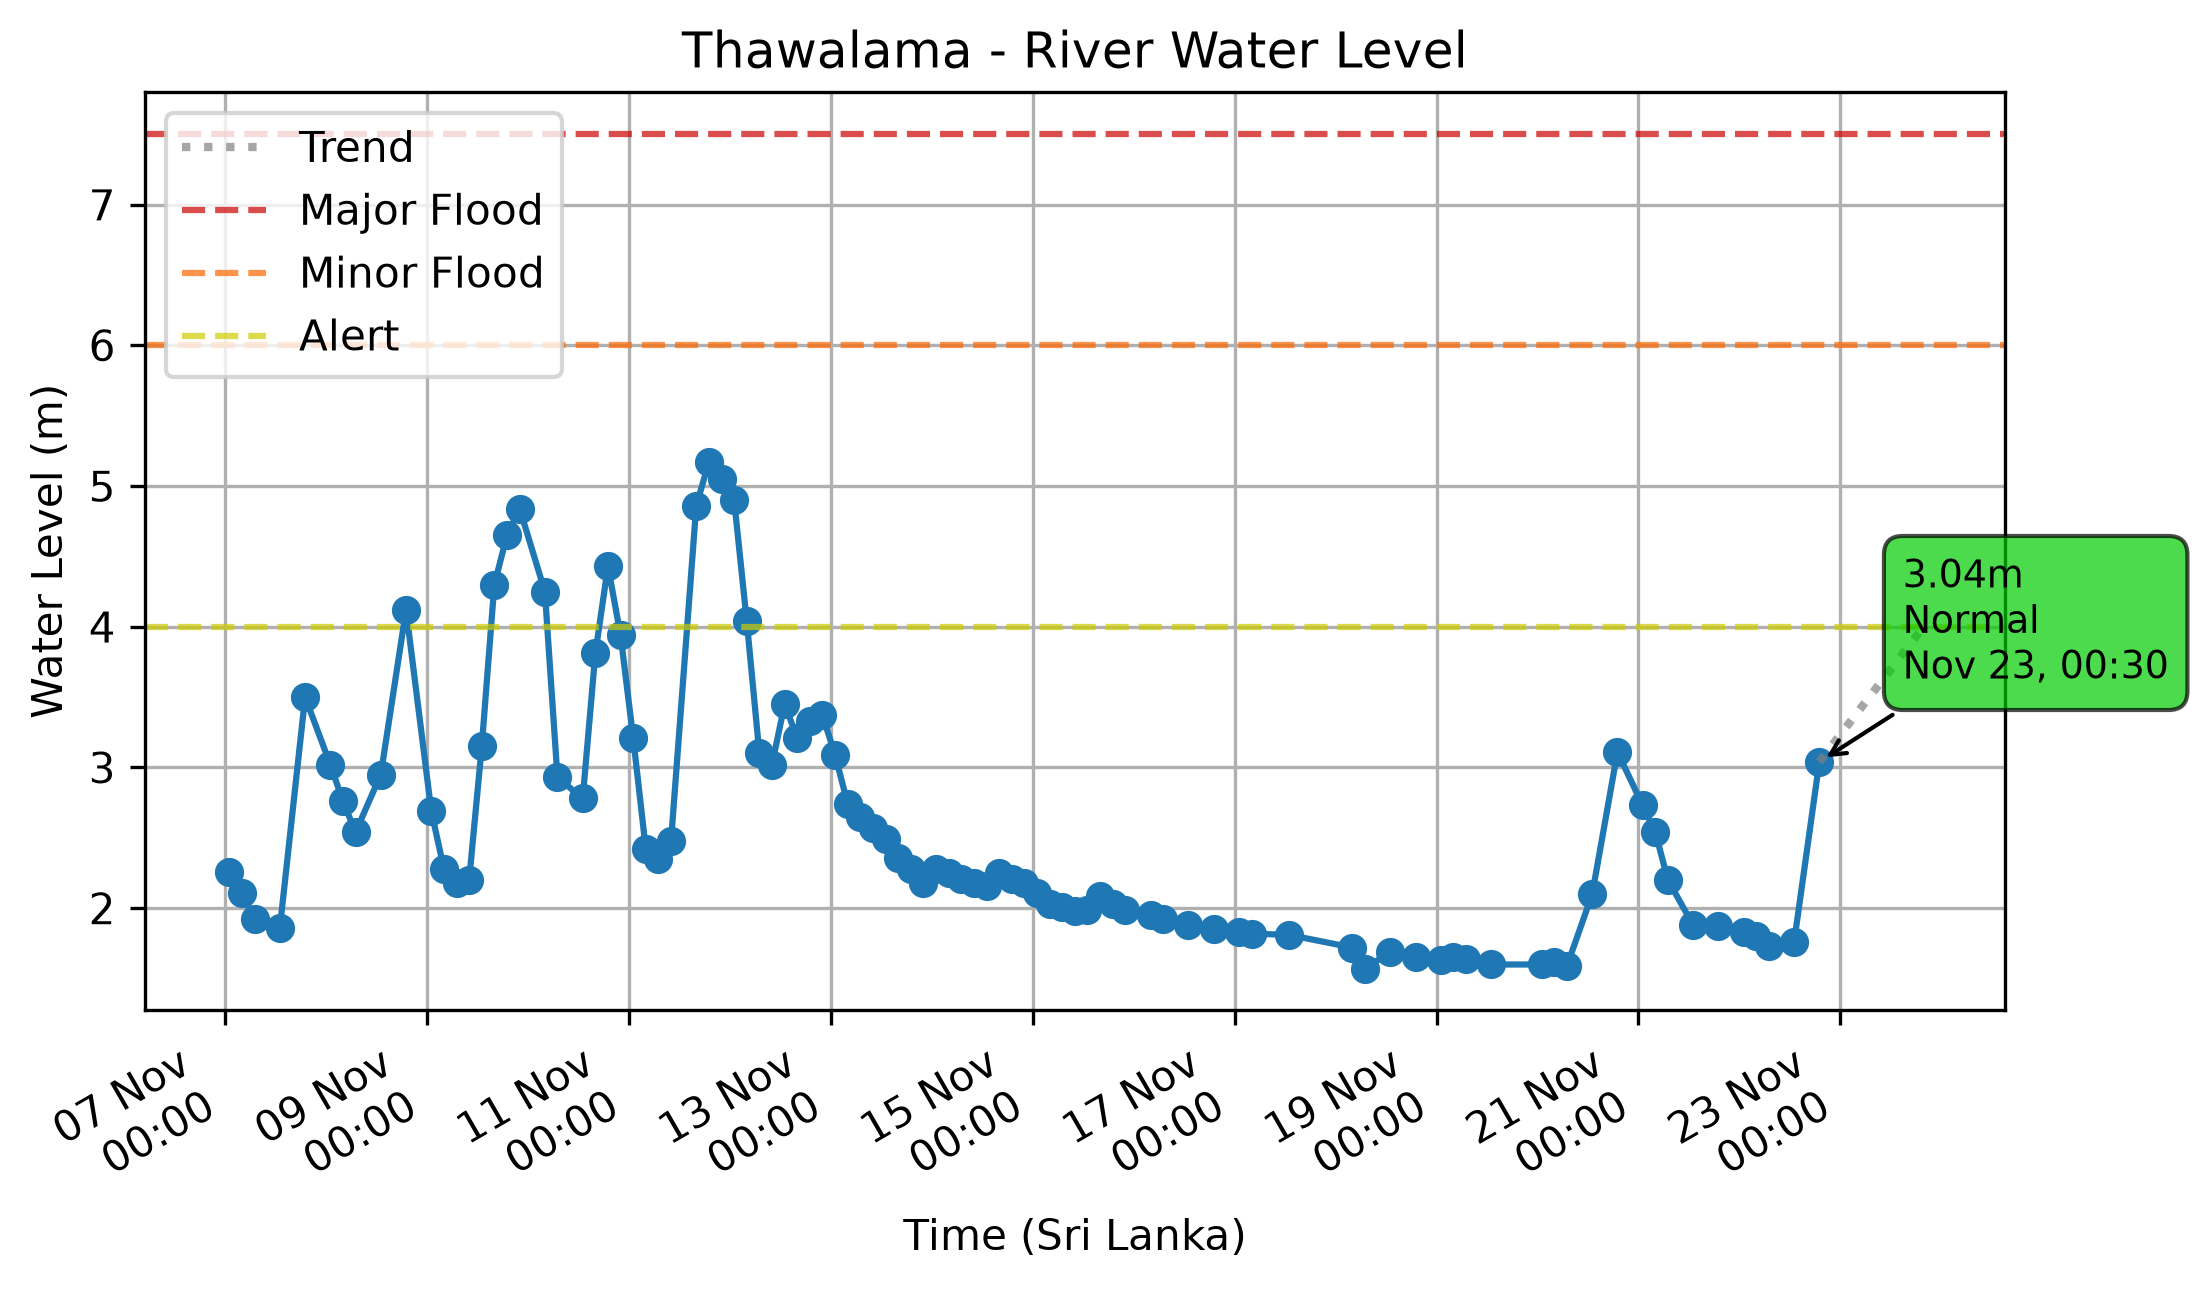 Thawalama - River Water Level
Trend
Major Flood
Minor Flood
Alert
Water Level (m)
7
6
5
4
3
2
3.04m
Normal
Nov 23, 00:30
07 Nov
00:00
09 Nov
00:00
11 Nov
00:00
13 Nov
00:00
15 Nov
00:00
17 Nov
00:00
19 Nov
00:00
21 Nov
00:00
23 Nov
00:00
Time (Sri Lanka)